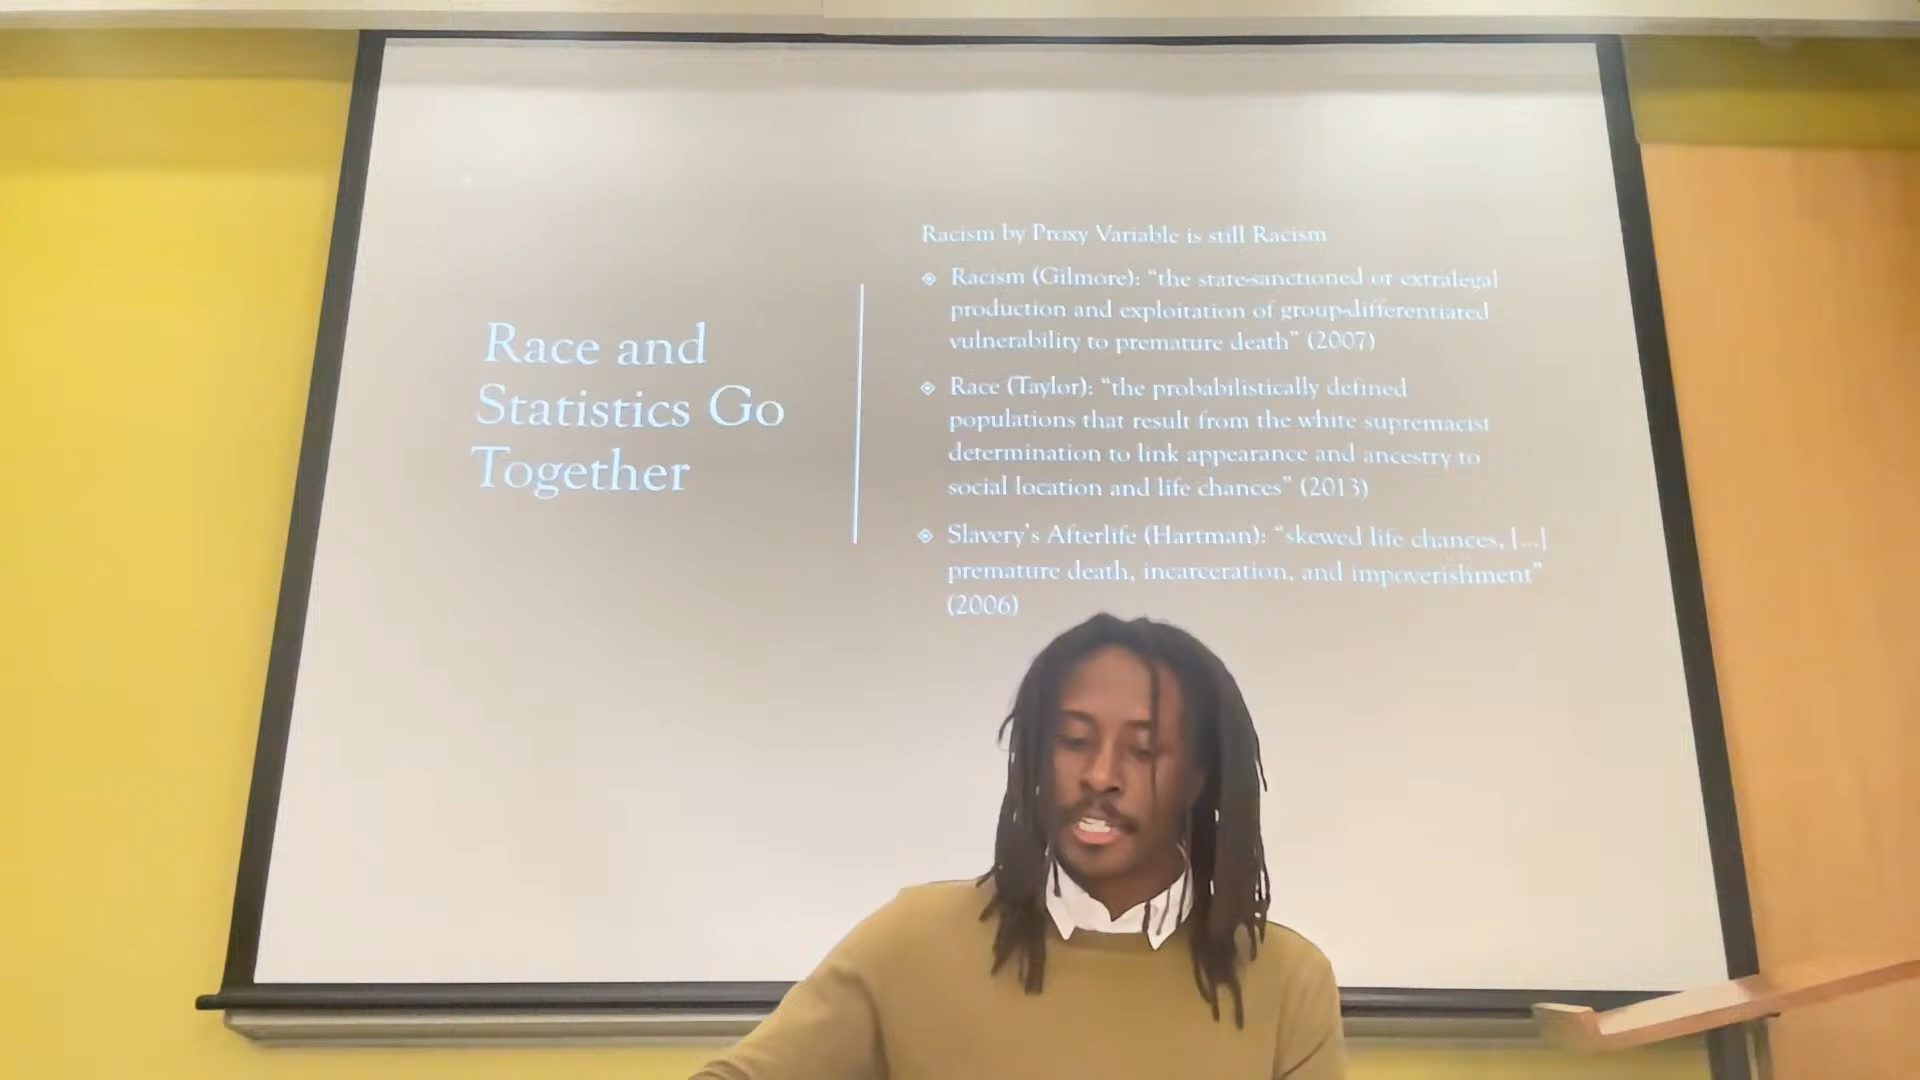 Race and
Statistics Go
Together
Racism by Proxy Variable is still Racism
Racism (Gilmore): “the state-sanctioned or extralegal
production and exploitation of group-differentiated
vulnerability to premature death” (2007)
Race (Taylor): “the probabilistically defined
populations that result from the white supremacist
determination to link appearance and ancestry to
social location and life chances” (2013)
Slavery’s Afterlife (Hartman): “skewed life chances, [...]
premature death, incarceration, and impoverishment”
(2006)